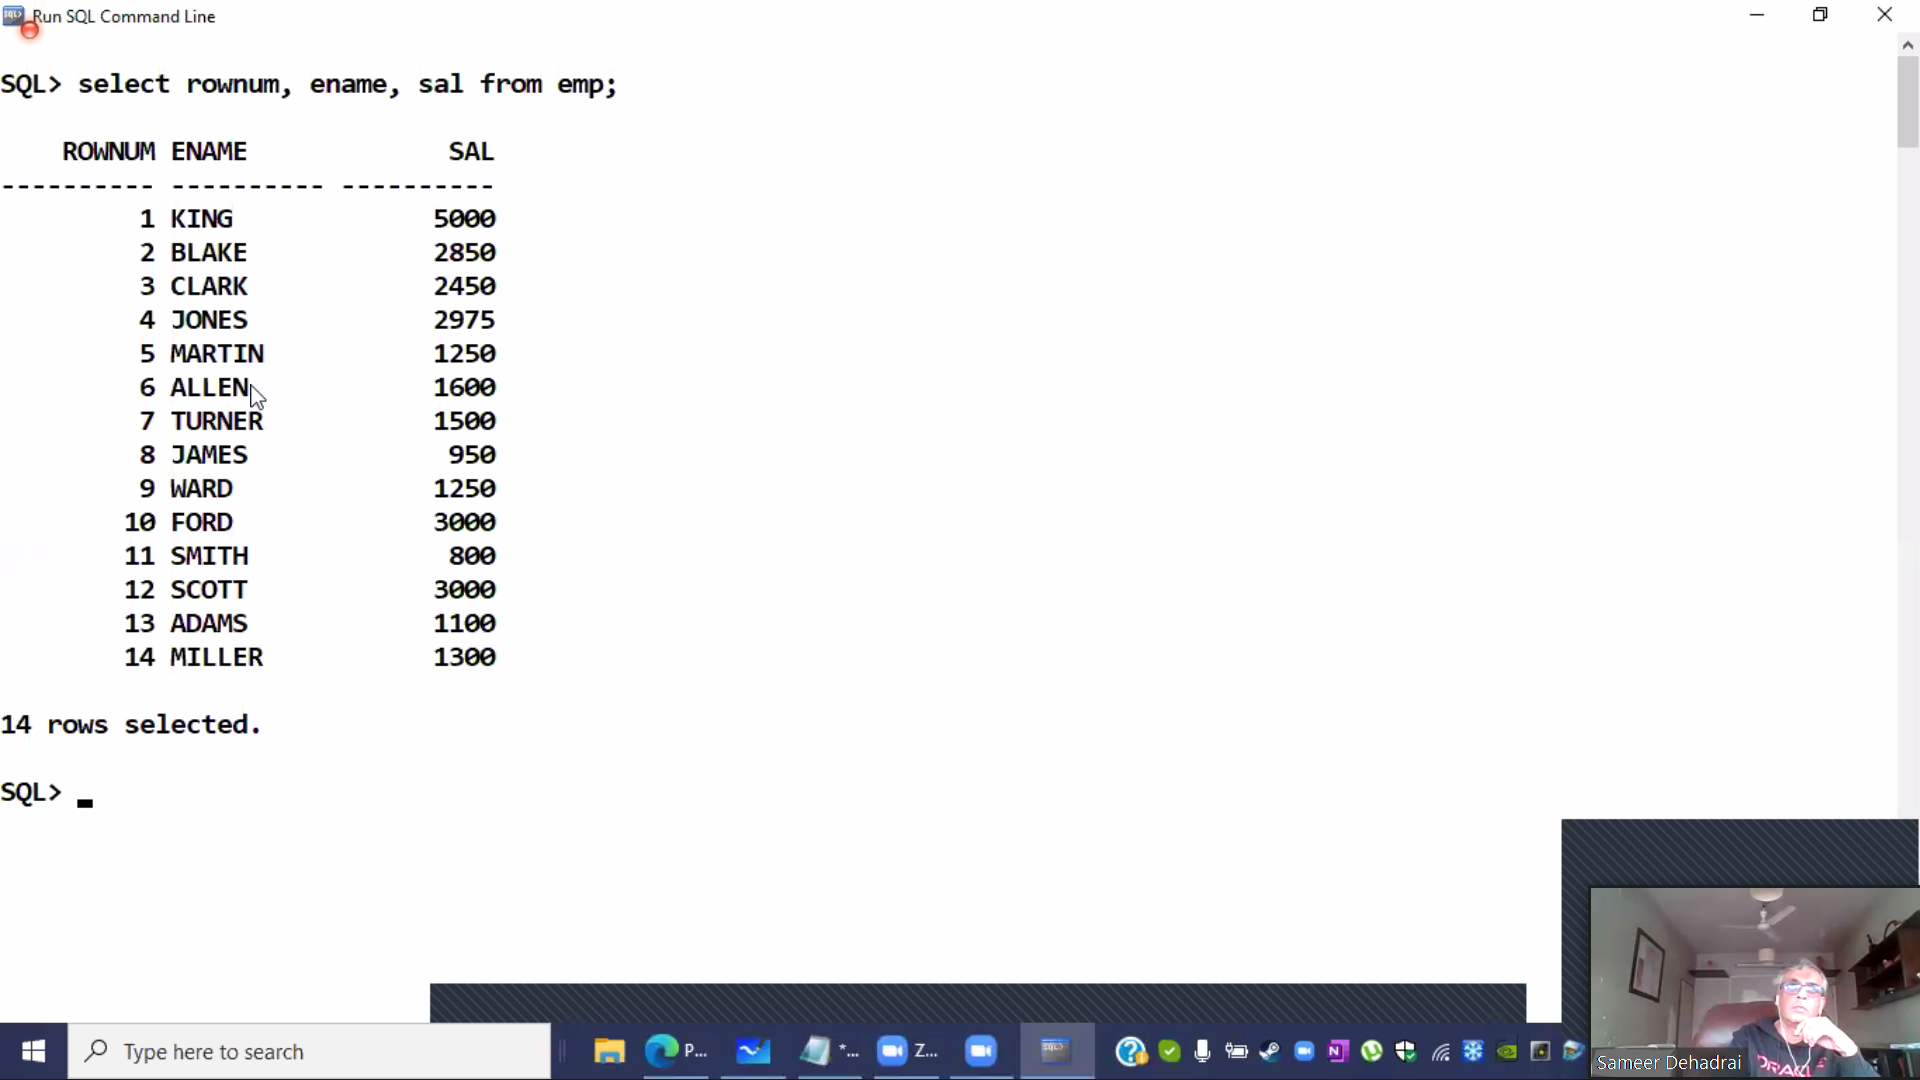 Run SQL Command Line
SQL> select rownum, ename, sal from emp;
ROWNUM ENAME SAL
---------- ---------- ----------
1 KING 5000
2 BLAKE 2850
3 CLARK 2450
4 JONES 2975
5 MARTIN 1250
6 ALLEN 1600
7 TURNER 1500
8 JAMES 950
9 WARD 1250
10 FORD 3000
11 SMITH 800
12 SCOTT 3000
13 ADAMS 1100
14 MILLER 1300
14 rows selected.
SQL>
Type here to search
P...
*...
Z...
ORACLE
Sameer Dehadrai